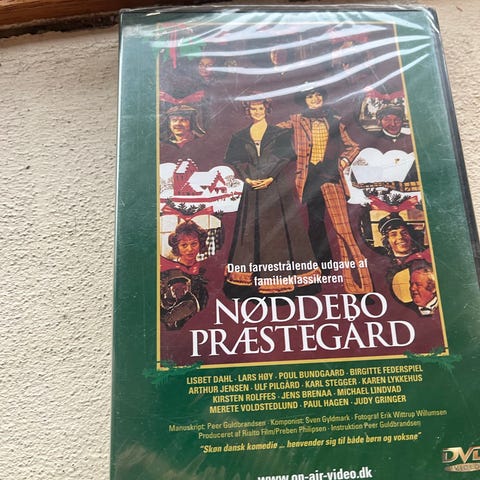 Den farvestrålende udgave af
familieklassikeren
NØDDEBO
PRÆSTEGÅRD
LISBET DAHL · LARS HØY · POUL BUNDGAARD · BIRGITTE FEDERSPIEL
ARTHUR JENSEN · ULF PILGÅRD · KARL STEGGER · KAREN LYKKEHUS
KIRSTEN ROLFFES · JENS BRENAA · MICHAEL LINDVAD
MERETE VOLDSTEDLUND · PAUL HAGEN · JUDY GRINGER
Manuskript: Peer Guldbrandsen · Komponist: Sven Gyldmark · Fotograf Erik Wittrup Willumsen
Produceret af Rialto Film/Preben Philipsen · Instruktion Peer Guldbrandsen
"Skøn dansk komedie ... henvender sig til både børn og voksne"
DVD
VIDEO
www.on-air-video.dk